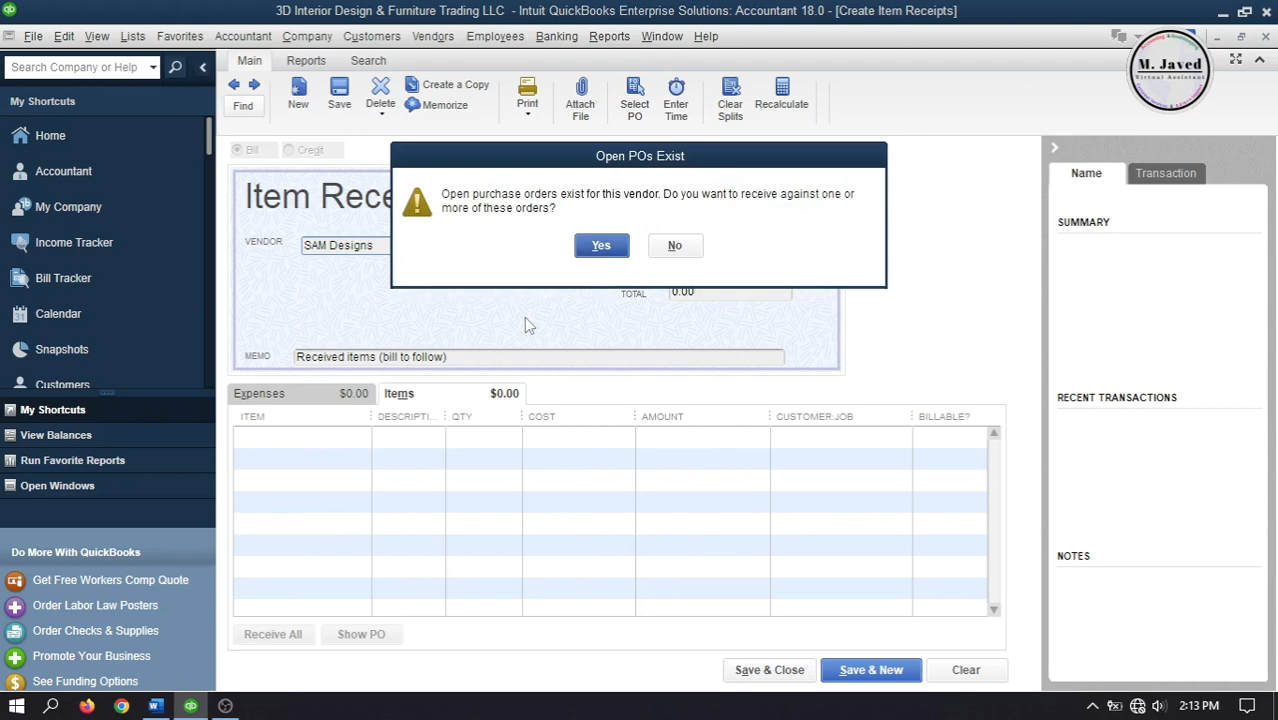 3D Interior Design & Furniture Trading LLC - Intuit QuickBooks Enterprise Solutions: Accountant 18.0 - [Create Item Receipts]
File Edit View Lists Favorites Accountant Company Customers Vendors Employees Banking Reports Window Help
Search Company or Help
Main Reports Search
M. Javed
Virtual Assistant
Find
New
Save
Delete
Create a Copy
Memorize
Print
Attach File
Select PO
Enter Time
Clear Splits
Recalculate
My Shortcuts
Home
Accountant
My Company
Income Tracker
Bill Tracker
Calendar
Snapshots
Customers
My Shortcuts
View Balances
Run Favorite Reports
Open Windows
Do More With QuickBooks
Get Free Workers Comp Quote
Order Labor Law Posters
Order Checks & Supplies
Promote Your Business
See Funding Options
Bill Credit
Open POs Exist
Open purchase orders exist for this vendor. Do you want to receive against one or
more of these orders?
Yes No
Item Rece
VENDOR SAM Designs
TOTAL 0.00
MEMO Received items (bill to follow)
Expenses $0.00 Items $0.00
ITEM DESCRIPTI... QTY COST AMOUNT CUSTOMER:JOB BILLABLE?
Receive All Show PO
Save & Close Save & New Clear
Name Transaction
SUMMARY
RECENT TRANSACTIONS
NOTES
2:13 PM